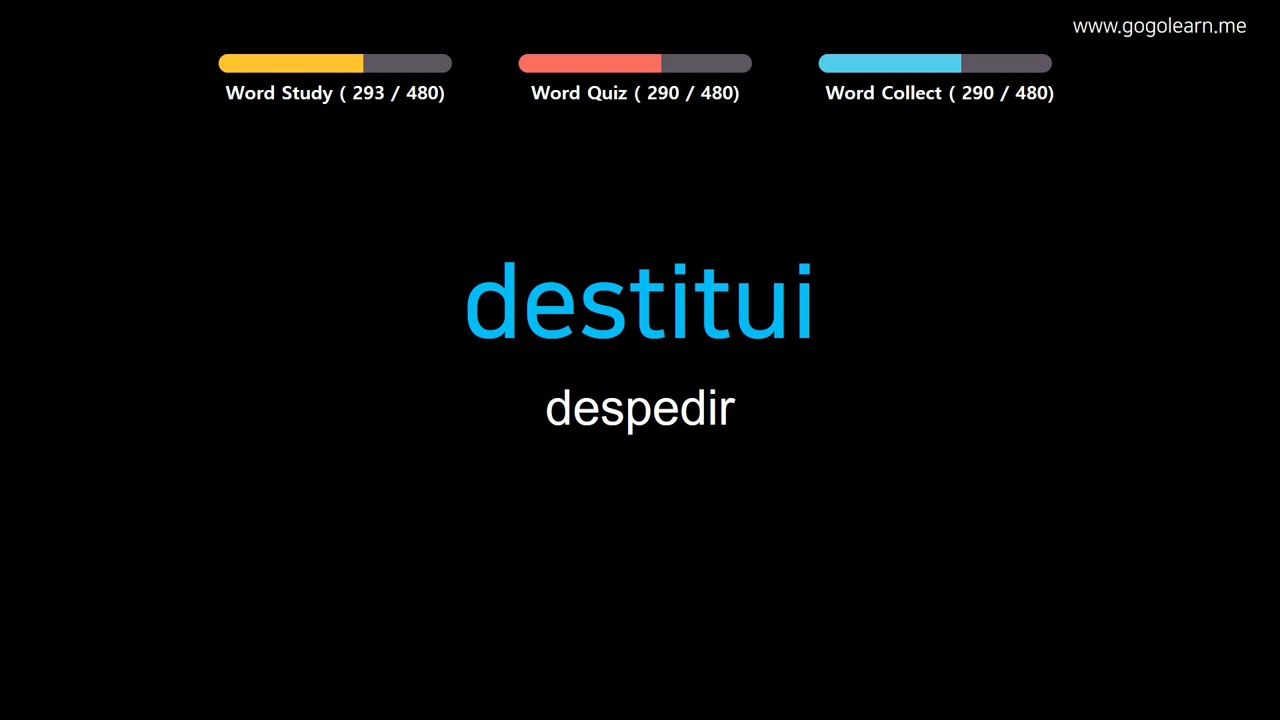 www.gogolearn.me
Word Study ( 293 / 480)
Word Quiz ( 290 / 480)
Word Collect ( 290 / 480)
destitui
despedir